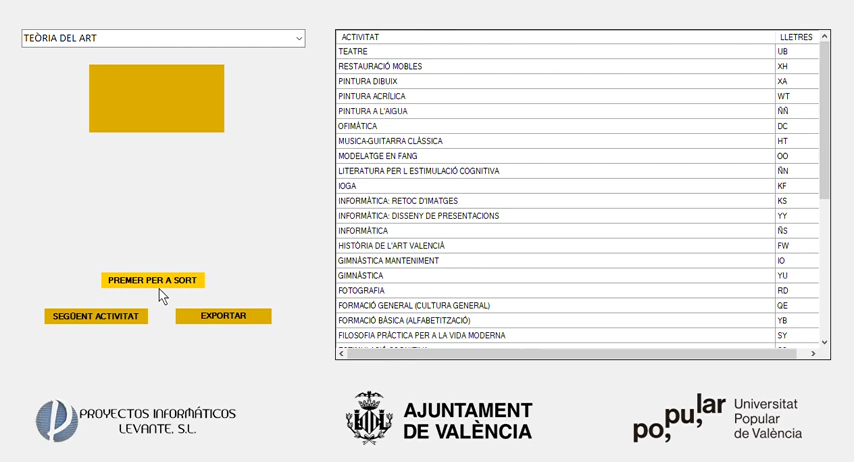 TEÒRIA DEL ART
PREMER PER A SORT
SEGÜENT ACTIVITAT
EXPORTAR
ACTIVITAT LLETRES
TEATRE UB
RESTAURACIÓ MOBLES XH
PINTURA DIBUIX XA
PINTURA ACRÍLICA WT
PINTURA A L'AIGUA ÑÑ
OFIMÀTICA DC
MUSICA-GUITARRA CLÀSSICA HT
MODELATGE EN FANG OO
LITERATURA PER L ESTIMULACIÓ COGNITIVA ÑN
IOGA KF
INFORMÀTICA: RETOC D'IMATGES KS
INFORMÀTICA: DISSENY DE PRESENTACIONS YY
INFORMÀTICA ÑS
HISTÒRIA DE L'ART VALENCIÀ FW
GIMNÀSTICA MANTENIMENT IO
GIMNÀSTICA YU
FOTOGRAFIA RD
FORMACIÓ GENERAL (CULTURA GENERAL) QE
FORMACIÓ BÀSICA (ALFABETITZACIÓ) YB
FILOSOFIA PRÀCTICA PER A LA VIDA MODERNA SY
PROYECTOS INFORMÁTICOS
LEVANTE, S.L.
AJUNTAMENT
DE VALÈNCIA
po,pu,lar
Universitat
Popular
de València